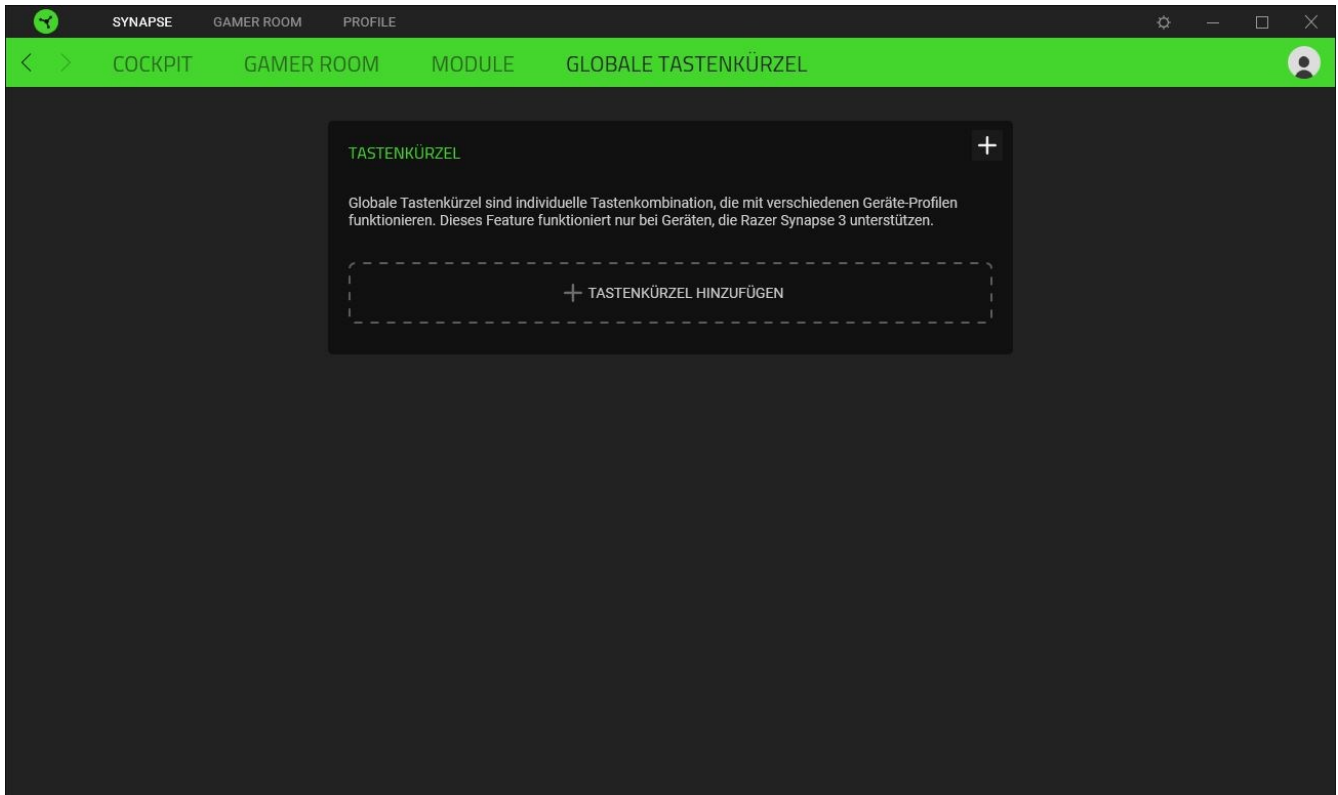 SYNAPSE GAMER ROOM PROFILE
COCKPIT GAMER ROOM MODULE GLOBALE TASTENKÜRZEL
TASTENKÜRZEL
Globale Tastenkürzel sind individuelle Tastenkombination, die mit verschiedenen Geräte-Profilen
funktionieren. Dieses Feature funktioniert nur bei Geräten, die Razer Synapse 3 unterstützen.
TASTENKÜRZEL HINZUFÜGEN